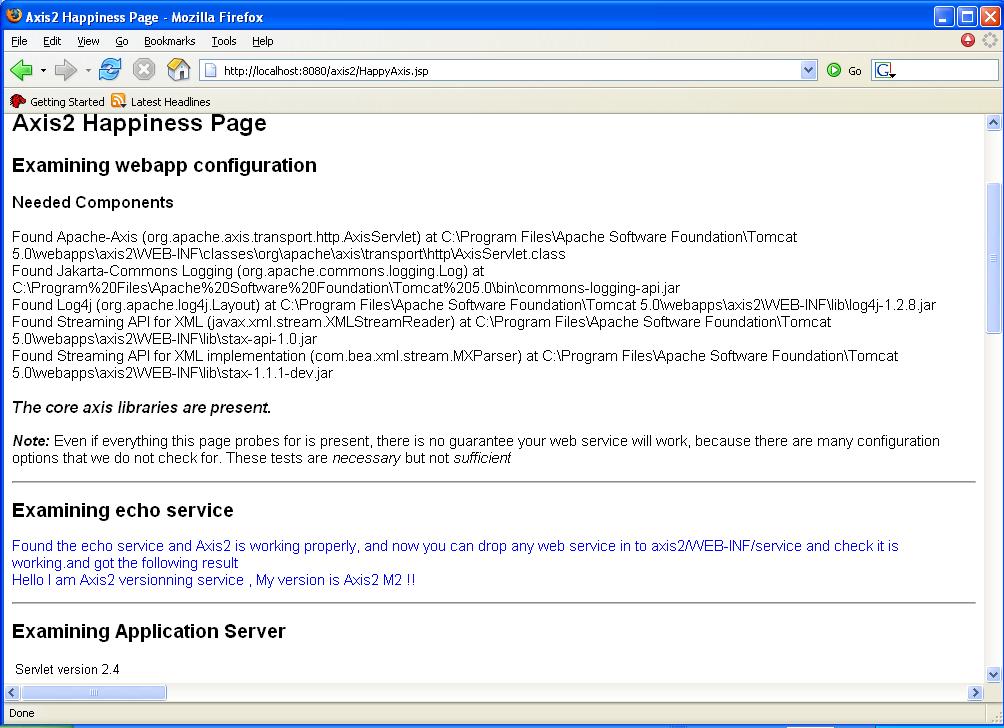 Axis2 Happiness Page - Mozilla Firefox
File Edit View Go Bookmarks Tools Help
http://localhost:8080/axis2/HappyAxis.jsp Go G
Getting Started Latest Headlines
Axis2 Happiness Page
Examining webapp configuration
Needed Components
Found Apache-Axis (org.apache.axis.transport.http.AxisServlet) at C:\Program Files\Apache Software Foundation\Tomcat
5.0\webapps\axis2\WEB-INF\classes\org\apache\axis\transport\http\AxisServlet.class
Found Jakarta-Commons Logging (org.apache.commons.logging.Log) at
C:\Program%20Files\Apache%20Software%20Foundation\Tomcat%205.0\bin\commons-logging-api.jar
Found Log4j (org.apache.log4j.Layout) at C:\Program Files\Apache Software Foundation\Tomcat 5.0\webapps\axis2\WEB-INF\lib\log4j-1.2.8.jar
Found Streaming API for XML (javax.xml.stream.XMLStreamReader) at C:\Program Files\Apache Software Foundation\Tomcat
5.0\webapps\axis2\WEB-INF\lib\stax-api-1.0.jar
Found Streaming API for XML implementation (com.bea.xml.stream.MXParser) at C:\Program Files\Apache Software Foundation\Tomcat
5.0\webapps\axis2\WEB-INF\lib\stax-1.1.1-dev.jar
The core axis libraries are present.
Note: Even if everything this page probes for is present, there is no guarantee your web service will work, because there are many configuration
options that we do not check for. These tests are necessary but not sufficient
Examining echo service
Found the echo service and Axis2 is working properly, and now you can drop any web service in to axis2/WEB-INF/service and check it is
working.and got the following result
Hello I am Axis2 versionning service , My version is Axis2 M2 !!
Examining Application Server
Servlet version 2.4
Done